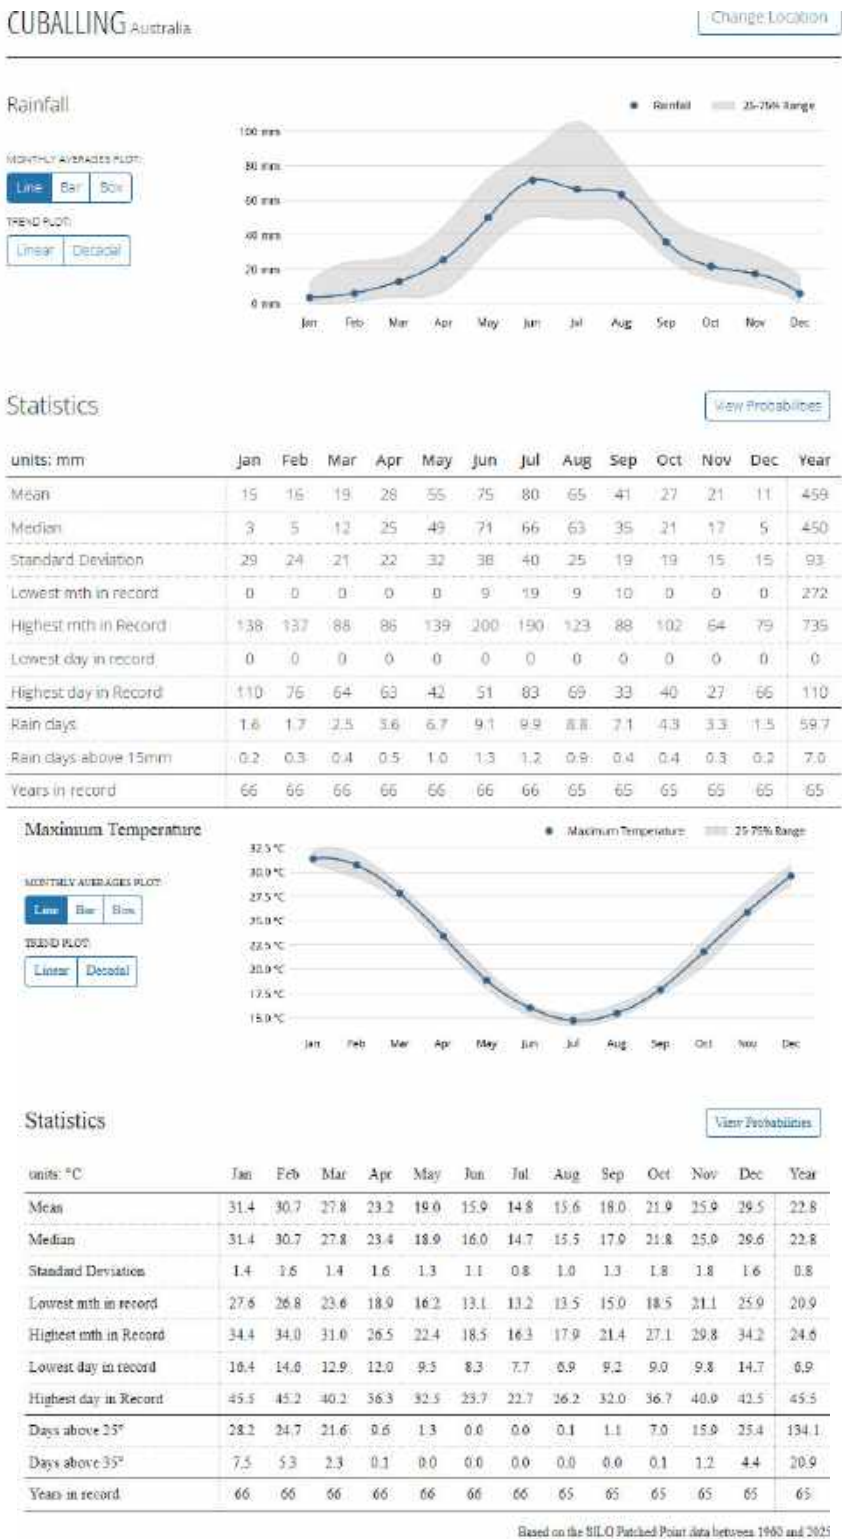 CUBALLING Australia
Change Location
Rainfall
Rainfall 25-75% Range
MONTHLY AVERAGES PLOT:
Line Bar Box
TREND PLOT:
Linear Decadal
100 mm
80 mm
60 mm
40 mm
20 mm
0 mm
Jan Feb Mar Apr May Jun Jul Aug Sep Oct Nov Dec
Statistics
View Probabilities
units: mm Jan Feb Mar Apr May Jun Jul Aug Sep Oct Nov Dec Year
Mean 15 16 19 28 55 75 80 65 41 27 21 11 459
Median 3 5 12 25 49 71 66 63 35 21 17 5 450
Standard Deviation 29 24 21 22 32 38 40 25 19 19 15 15 93
Lowest mth in record 0 0 0 0 0 9 19 9 10 0 0 0 272
Highest mth in Record 138 137 88 86 139 200 190 123 88 102 64 79 735
Lowest day in record 0 0 0 0 0 0 0 0 0 0 0 0 0
Highest day in Record 110 76 64 63 42 51 83 69 33 40 27 66 110
Rain days 1.6 1.7 2.5 3.6 6.7 9.1 9.9 8.8 7.1 4.3 3.3 1.5 59.7
Rain days above 15mm 0.2 0.3 0.4 0.5 1.0 1.3 1.2 0.9 0.4 0.4 0.3 0.2 7.0
Years in record 66 66 66 66 66 66 66 65 65 65 65 65 65
Maximum Temperature
Maximum Temperature 25-75% Range
MONTHLY AVERAGES PLOT:
Line Bar Box
TREND PLOT:
Linear Decadal
32.5 °C
30.0 °C
27.5 °C
25.0 °C
22.5 °C
20.0 °C
17.5 °C
15.0 °C
Jan Feb Mar Apr May Jun Jul Aug Sep Oct Nov Dec
Statistics
View Probabilities
units: °C Jan Feb Mar Apr May Jun Jul Aug Sep Oct Nov Dec Year
Mean 31.4 30.7 27.8 23.2 19.0 15.9 14.8 15.6 18.0 21.9 25.9 29.5 22.8
Median 31.4 30.7 27.8 23.4 18.9 16.0 14.7 15.5 17.9 21.8 25.9 29.6 22.8
Standard Deviation 1.4 1.6 1.4 1.6 1.3 1.1 0.8 1.0 1.3 1.8 1.8 1.6 0.8
Lowest mth in record 27.6 26.8 23.6 18.9 16.2 13.1 13.2 13.5 15.0 18.5 21.1 25.9 20.9
Highest mth in Record 34.4 34.0 31.0 26.5 22.4 18.5 16.3 17.9 21.4 27.1 29.8 34.2 24.6
Lowest day in record 16.4 14.6 12.9 12.0 9.5 8.3 7.7 6.9 9.2 9.0 9.8 14.7 6.9
Highest day in Record 45.5 45.2 40.2 36.3 32.5 23.7 22.7 26.2 32.0 36.7 40.9 42.5 45.5
Days above 25° 28.2 24.7 21.6 9.6 1.3 0.0 0.0 0.1 1.1 7.0 15.9 25.4 134.1
Days above 35° 7.5 5.3 2.3 0.1 0.0 0.0 0.0 0.0 0.0 0.1 1.2 4.4 20.9
Years in record 66 66 66 66 66 66 66 65 65 65 65 65 65
Based on the SILO Patched Point data between 1960 and 2025